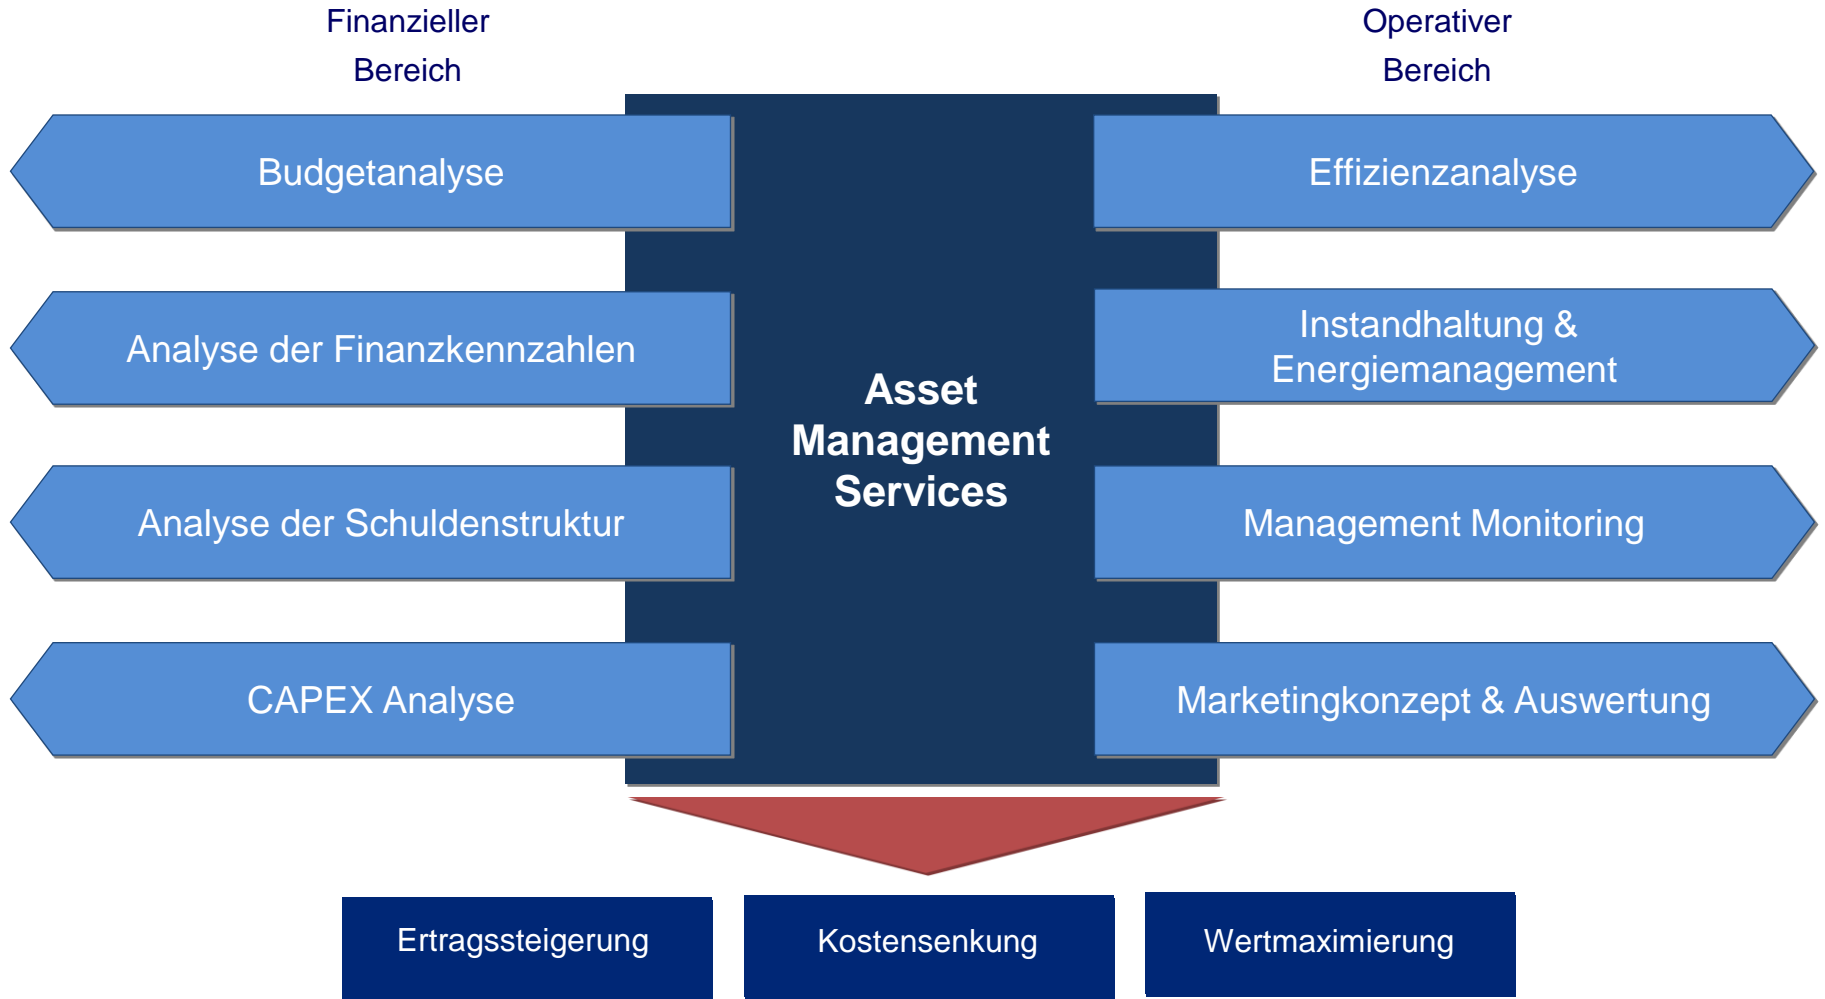 Finanzieller
Bereich
Operativer
Bereich
Budgetanalyse
Analyse der Finanzkennzahlen
Analyse der Schuldenstruktur
CAPEX Analyse
Asset
Management
Services
Effizienzanalyse
Instandhaltung &
Energiemanagement
Management Monitoring
Marketingkonzept & Auswertung
Ertragssteigerung
Kostensenkung
Wertmaximierung